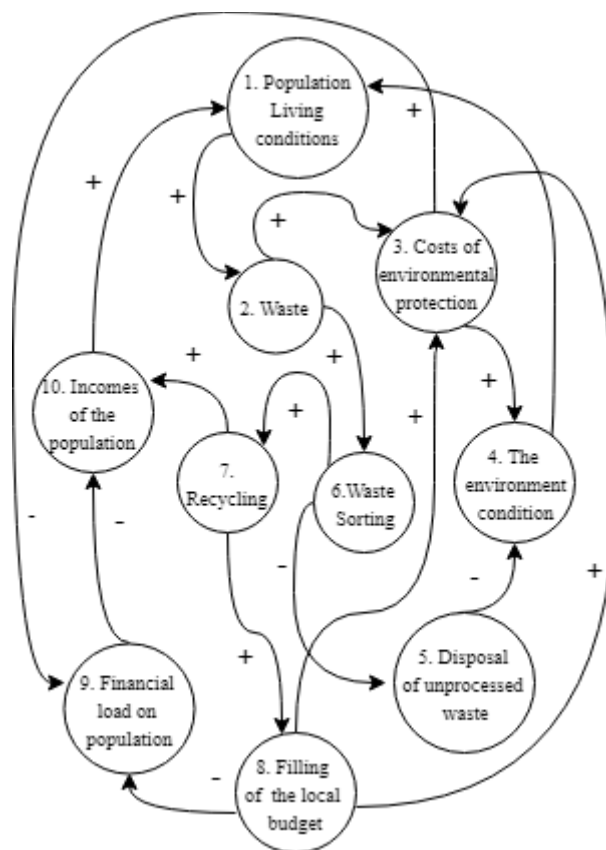 1. Population
Living
conditions
+
+
+
+
3. Costs of
environmental
protection
2. Waste
+
+
+
+
10. Incomes
of the
population
+
7.
Recycling
6.Waste
Sorting
4. The
environment
condition
-
-
-
-
+
+
5. Disposal
of unprocessed
waste
9. Financial
load on
population
-
8. Filling
of the local
budget